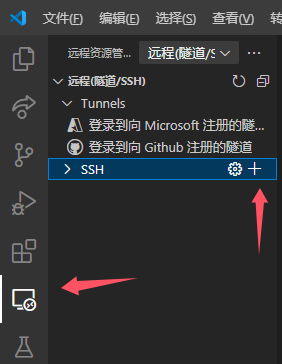 文件(F) 编辑(E) 选择(S) 查看(V) 转
远程资源管... 远程(隧道/S
远程(隧道/SSH)
Tunnels
登录到向 Microsoft 注册的隧...
登录到向 Github 注册的隧道
SSH